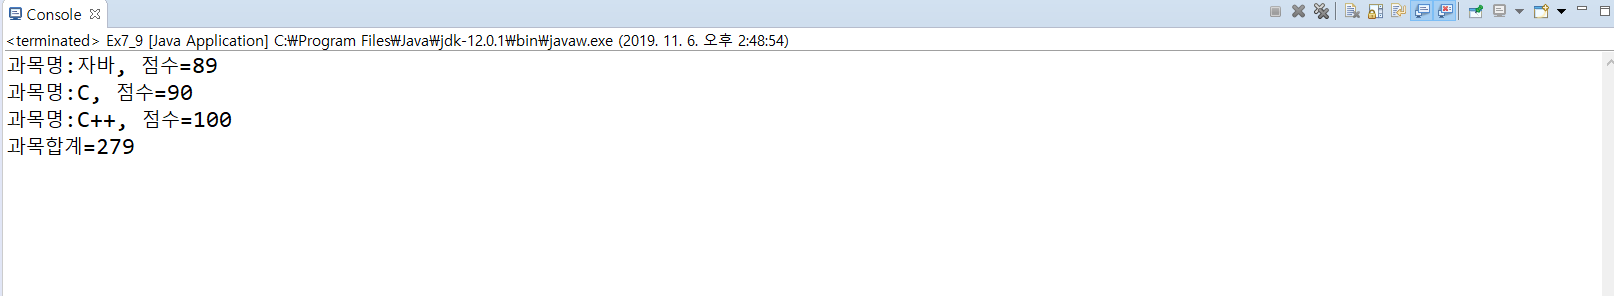 Console
<terminated> Ex7_9 [Java Application] C:₩Program Files₩Java₩jdk-12.0.1₩bin₩javaw.exe (2019. 11. 6. 오후 2:48:54)
과목명:자바, 점수=89
과목명:C, 점수=90
과목명:C++, 점수=100
과목합계=279